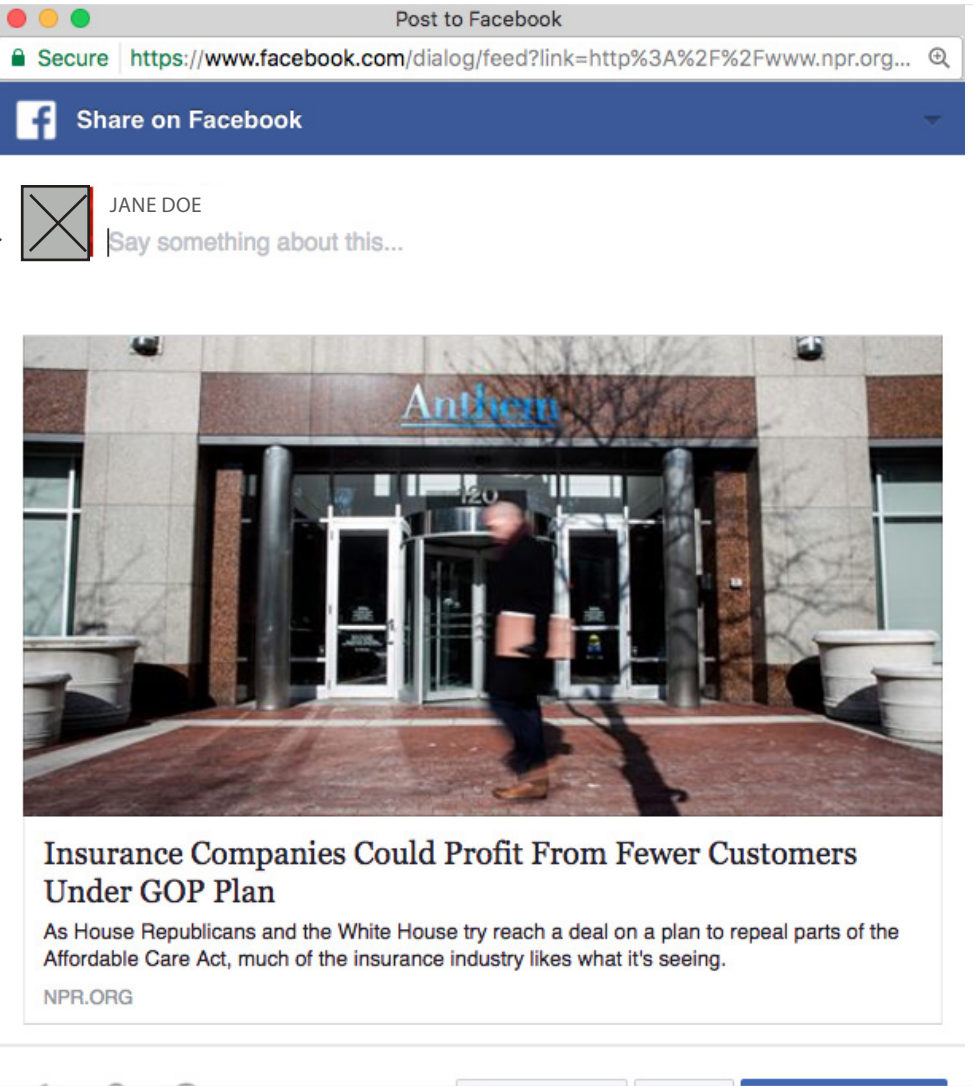 Post to Facebook
Secure https://www.facebook.com/dialog/feed?link=http%3A%2F%2Fwww.npr.org...
f Share on Facebook
JANE DOE
Say something about this...
Anthem
120
Insurance Companies Could Profit From Fewer Customers
Under GOP Plan
As House Republicans and the White House try reach a deal on a plan to repeal parts of the
Affordable Care Act, much of the insurance industry likes what it's seeing.
NPR.ORG